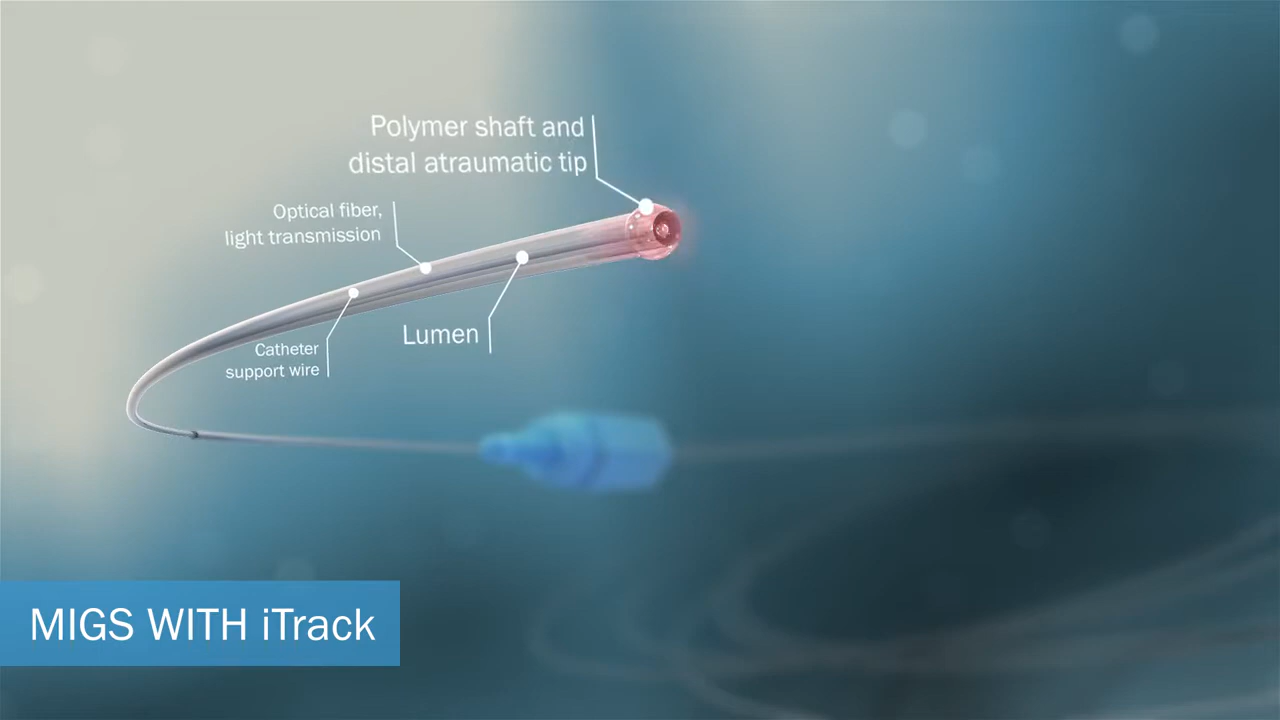 Polymer shaft and
distal atraumatic tip
Optical fiber,
light transmission
Lumen
Catheter
support wire
MIGS WITH iTrack